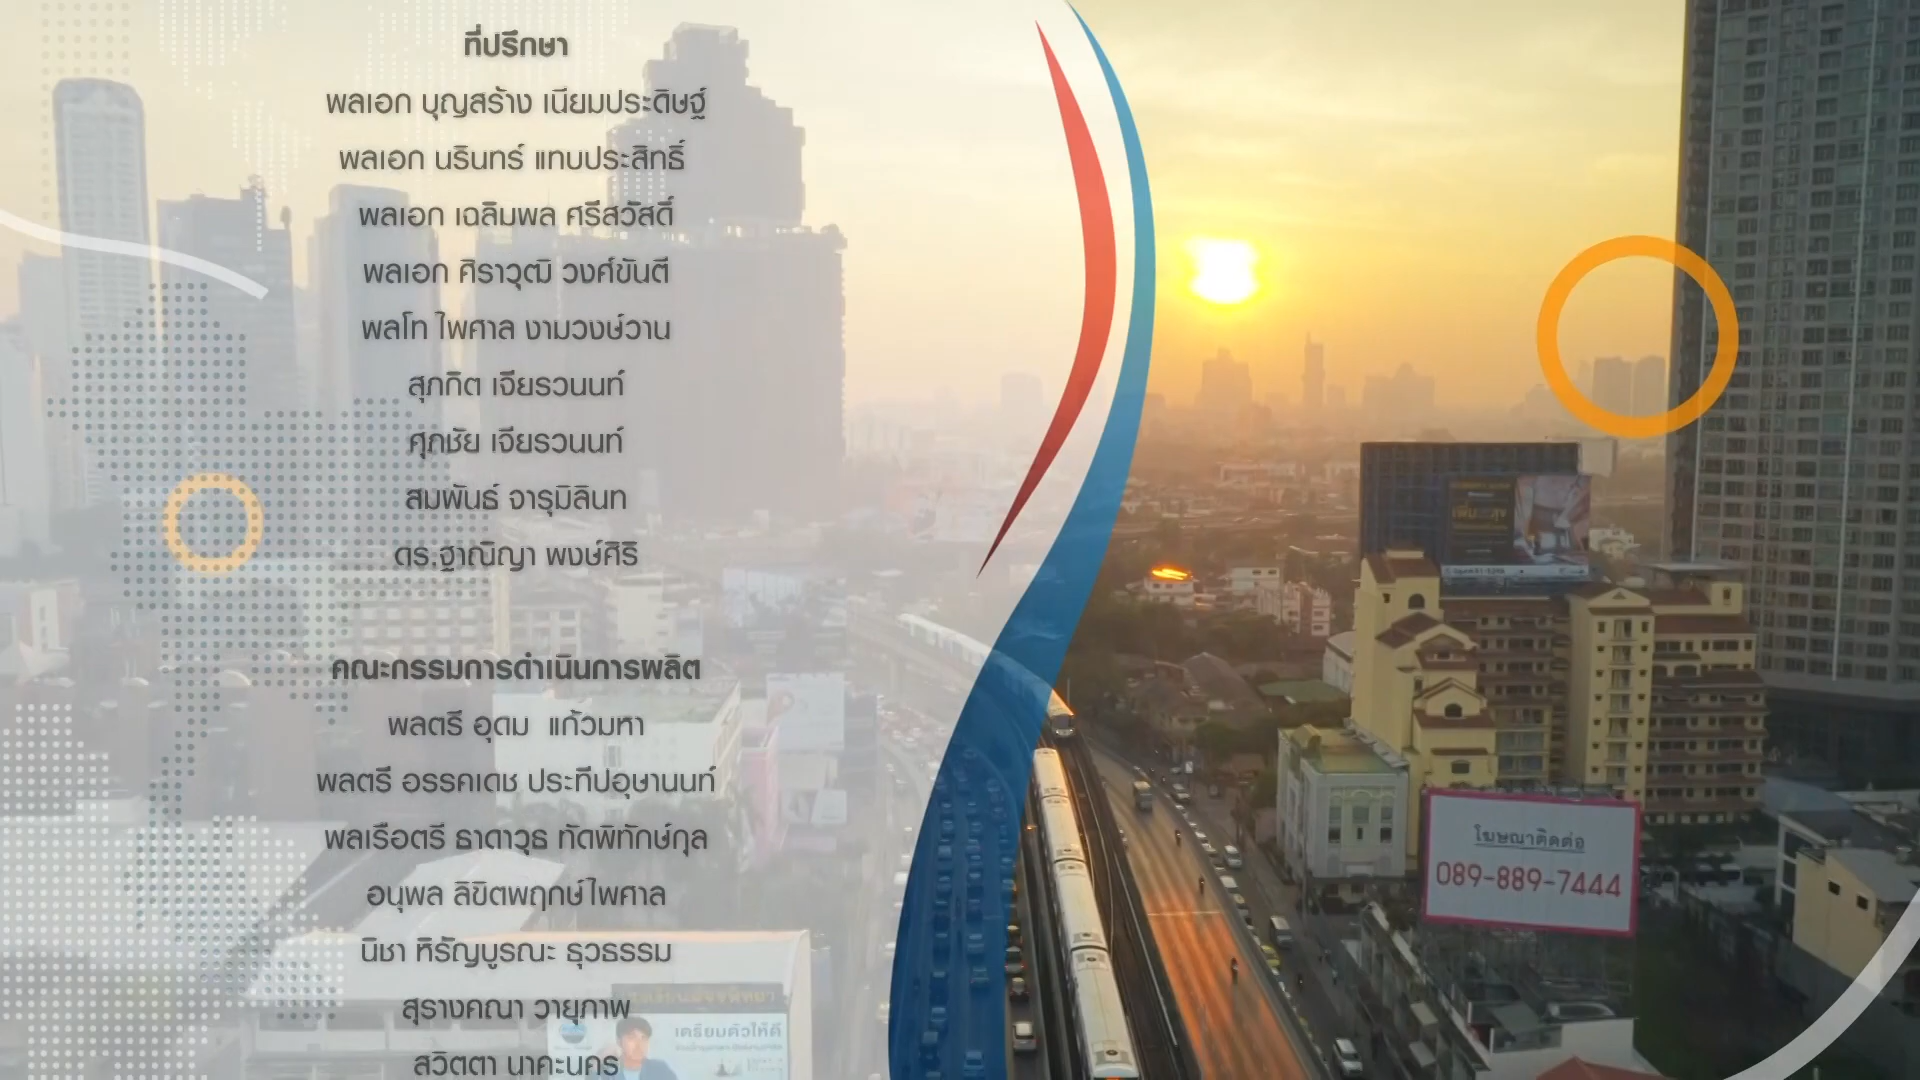 ที่ปรึกษา
พลเอก บุญสร้าง เนียมประดิษฐ์
พลเอก นรินทร์ แทบประสิทธิ์
พลเอก เฉลิมพล ศรีสวัสดิ์
พลเอก ศิราวุฒิ วงศ์ขันตี
พลโท ไพศาล งามวงษ์วาน
สุภกิต เจียรวนนท์
ศุภชัย เจียรวนนท์
สมพันธ์ จารุมิลินท
ดร.ฐาณิญา พงษ์ศิริ
คณะกรรมการดำเนินการผลิต
พลตรี อุดม แก้วมหา
พลตรี อรรคเดช ประทีปอุษานนท์
พลเรือตรี ธาดาวุธ ทัดพิทักษ์กุล
อนุพล ลิขิตพฤกษ์ไพศาล
นิชา หิรัญบูรณะ ธุวธรรม
สุรางคณา วายุภาพ
สวิตตา นาคะนคร
เตรียมตัวให้ดี
โฆษณาติดต่อ
089-889-7444